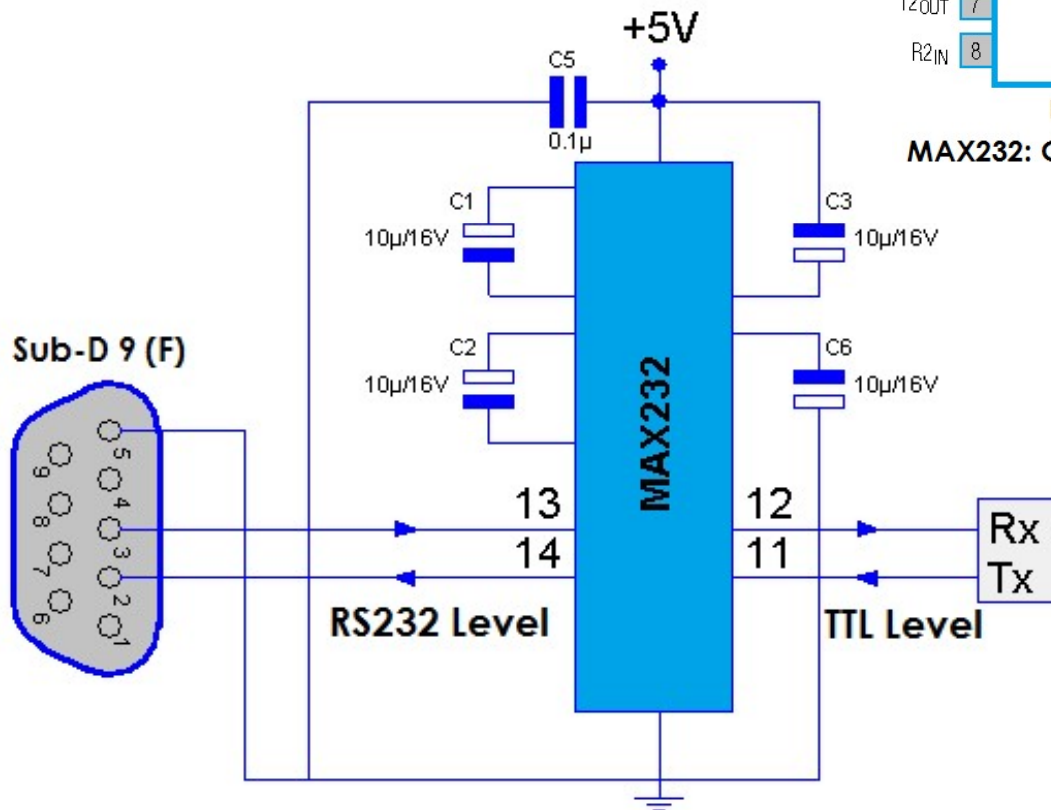 T2OUT 7
R2IN 8
MAX232:
+5V
C5
0.1µ
C1
10µ/16V
C3
10µ/16V
C2
10µ/16V
C6
10µ/16V
MAX232
Sub-D 9 (F)
5
9
4
8
3
7
2
6
1
13
12
14
11
RS232 Level
TTL Level
Rx
Tx